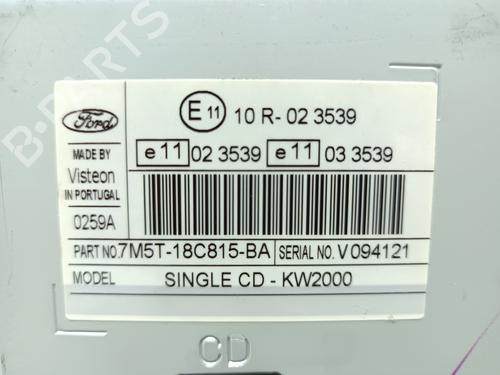 E 11 10 R- 02 3539
Ford
e 11 02 3539 e 11 03 3539
MADE BY
Visteon
IN PORTUGAL
0259A
PART NO. 7M5T-18C815-BA SERIAL NO. V 094121
MODEL SINGLE CD - KW2000
CD
B-PARTS